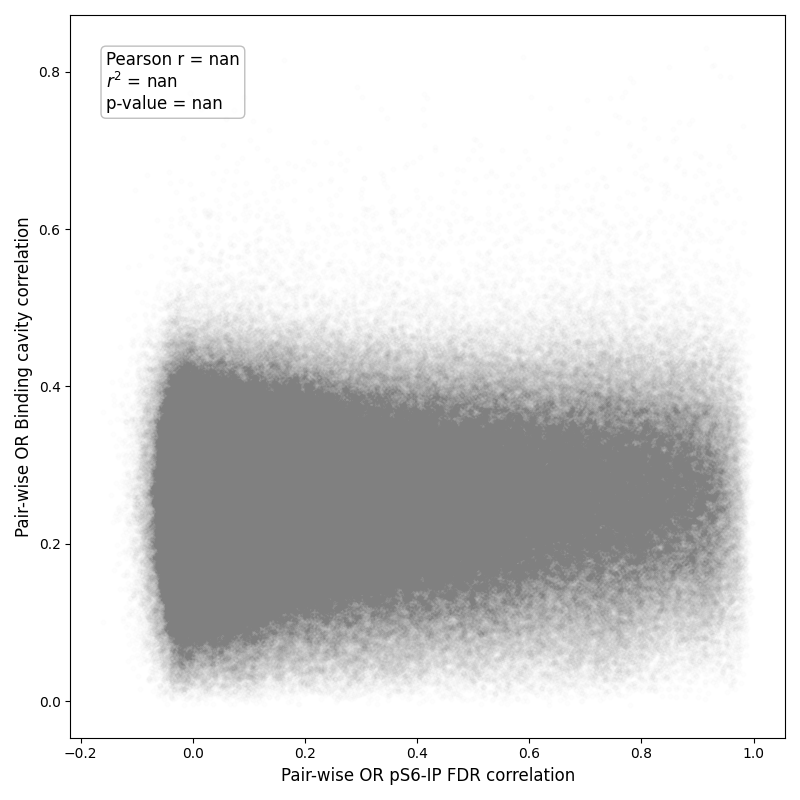 Pearson r = nan
r² = nan
p-value = nan
0.8
0.6
0.4
0.2
0.0
Pair-wise OR Binding cavity correlation
−0.2 0.0 0.2 0.4 0.6 0.8 1.0
Pair-wise OR pS6-IP FDR correlation